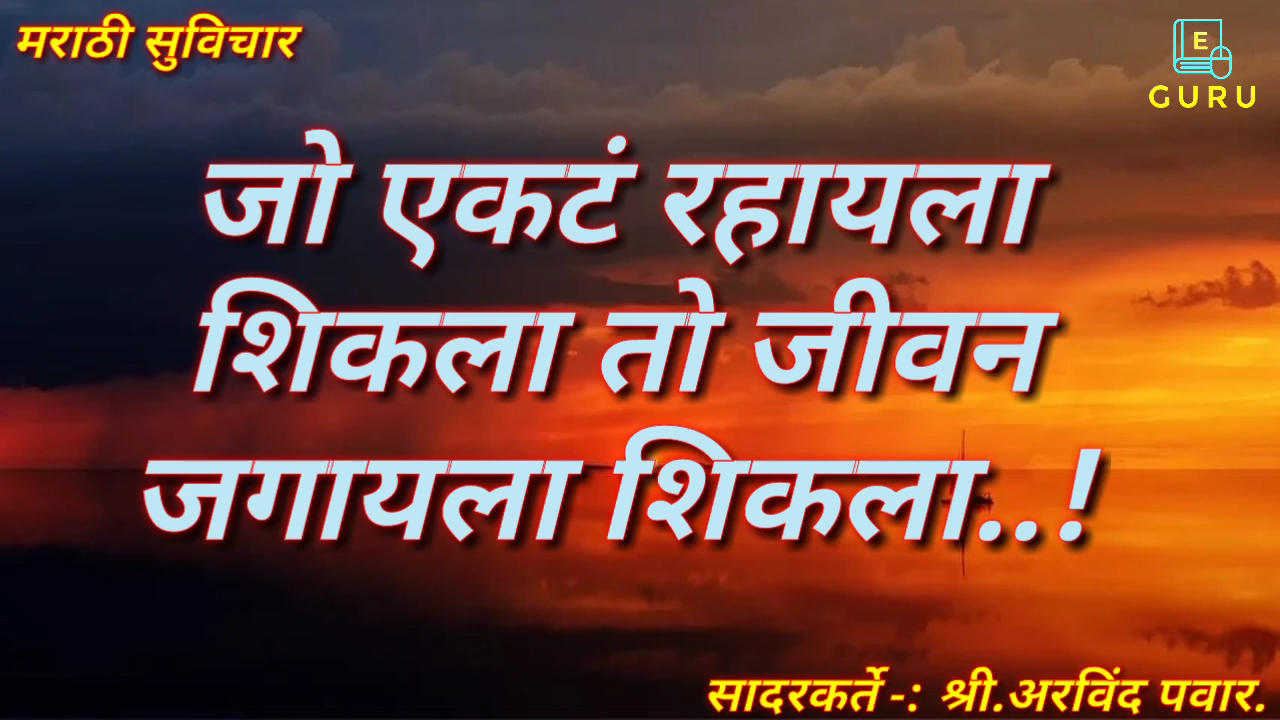 मराठी सुविचार
E
GURU
जो एकटं रहायला
शिकला तो जीवन
जगायला शिकला..!
सादरकर्ते -: श्री.अरविंद पवार.